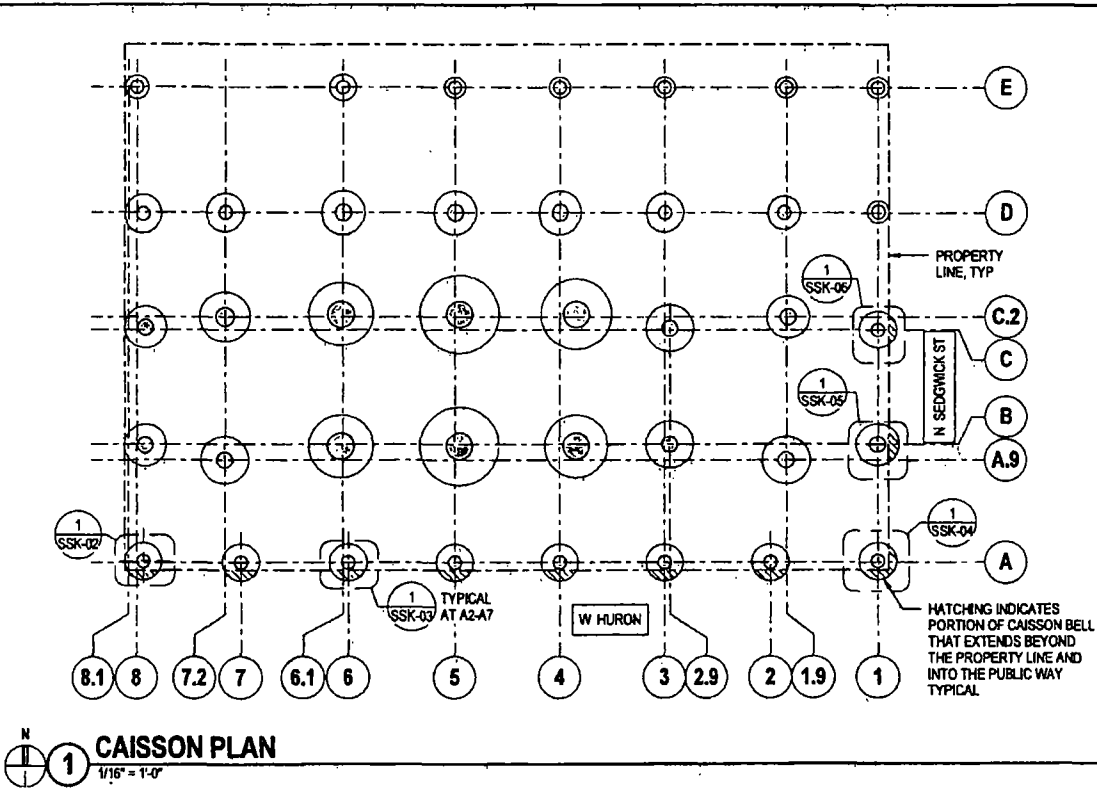 E
D
PROPERTY
LINE, TYP
1
SSK-06
C.2
C
N SEDGWICK ST
1
SSK-05
B
A.9
1
SSK-02
1
SSK-04
A
1
SSK-03
TYPICAL
AT A2-A7
W HURON
HATCHING INDICATES
PORTION OF CAISSON BELL
THAT EXTENDS BEYOND
THE PROPERTY LINE AND
INTO THE PUBLIC WAY
TYPICAL
8.1 8 7.2 7 6.1 6 5 4 3 2.9 2 1.9 1
N
1 CAISSON PLAN
1/16" = 1'-0"